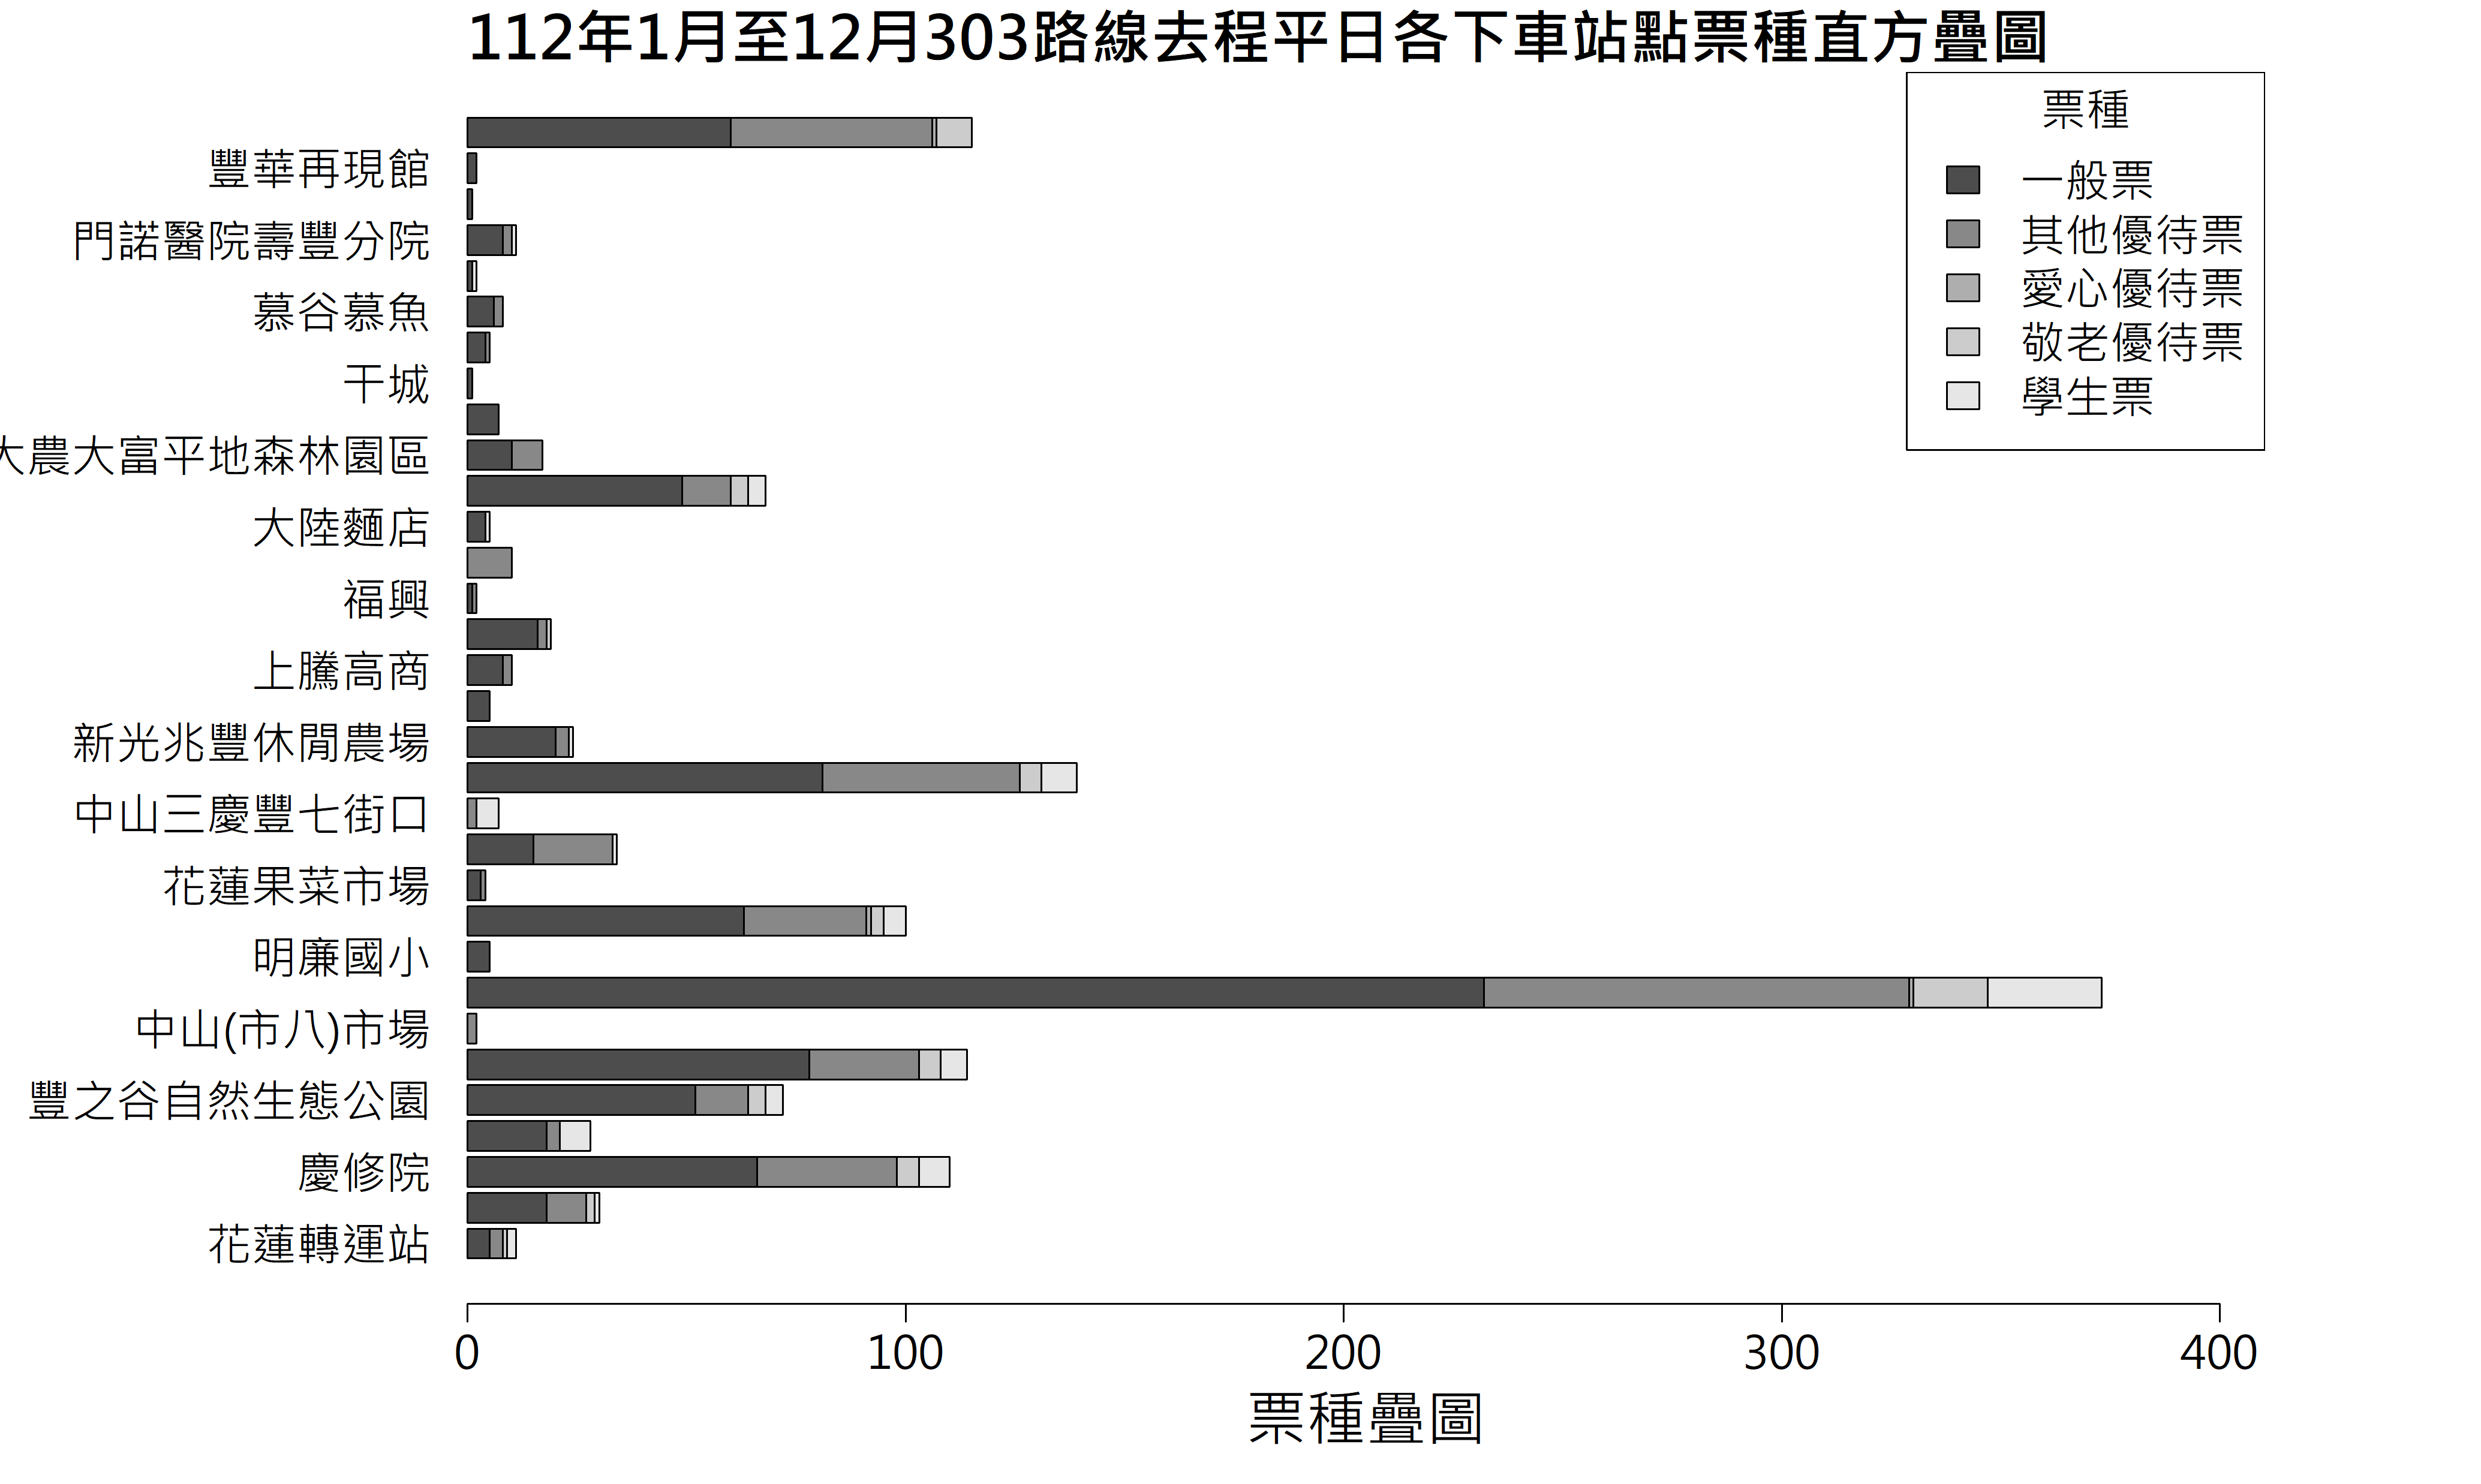 112年1月至12月303路線去程平日各下車站點票種直方疊圖
票種
一般票
其他優待票
愛心優待票
敬老優待票
學生票
豐華再現館
門諾醫院壽豐分院
慕谷慕魚
干城
大農大富平地森林園區
大陸麵店
福興
上騰高商
新光兆豐休閒農場
中山三慶豐七街口
花蓮果菜市場
明廉國小
中山(市八)市場
豐之谷自然生態公園
慶修院
花蓮轉運站
0 100 200 300 400
票種疊圖